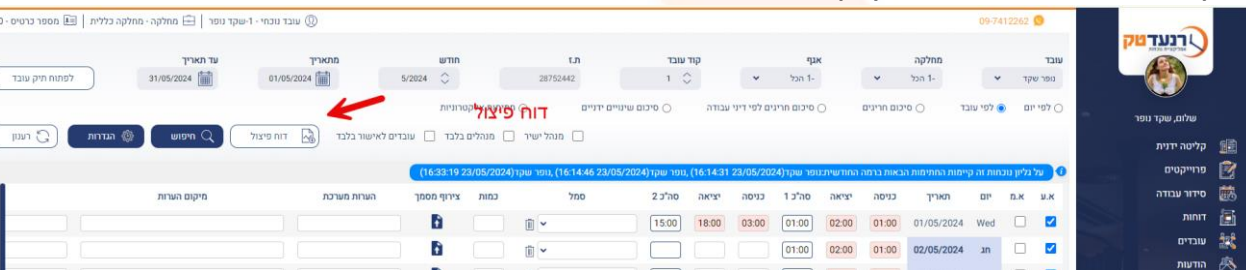 09-7412262
עובד נוכחי - 1-שקד נופר | מחלקה - מחלקה כללית | מספר כרטיס - 0
רנעדטק
אפליקציית נוכחות
שלום, שקד נופר
קליטה ידנית
פרוייקטים
סידור עבודה
דוחות
עובדים
הודעות
עובד מחלקה אגף קוד עובד ת.ז חודש מתאריך עד תאריך
נופר שקד -1 הכל -1 הכל 1 28752442 5/2024 01/05/2024 31/05/2024 לפתוח תיק עובד
לפי יום לפי עובד סיכום חריגים סיכום חריגים לפי דיני עבודה סיכום שינויים ידניים
דוח פיצול
מנהל ישיר מנהלים בלבד עובדים לאישור בלבד דוח פיצול חיפוש הגדרות רענון
על גליון נוכחות זה קיימות החתימות הבאות ברמה החודשית:נופר שקד(23/05/2024 16:14:31) ,נופר שקד(23/05/2024 16:14:46) ,נופר שקד(23/05/2024 16:33:19)
א.ע א.מ יום תאריך כניסה יציאה סה"כ 1 כניסה יציאה סה"כ 2 סמל כמות צירוף מסמך הערות מערכת מיקום הערות
Wed 01/05/2024 01:00 02:00 01:00 03:00 18:00 15:00
חג 02/05/2024 01:00 02:00 01:00